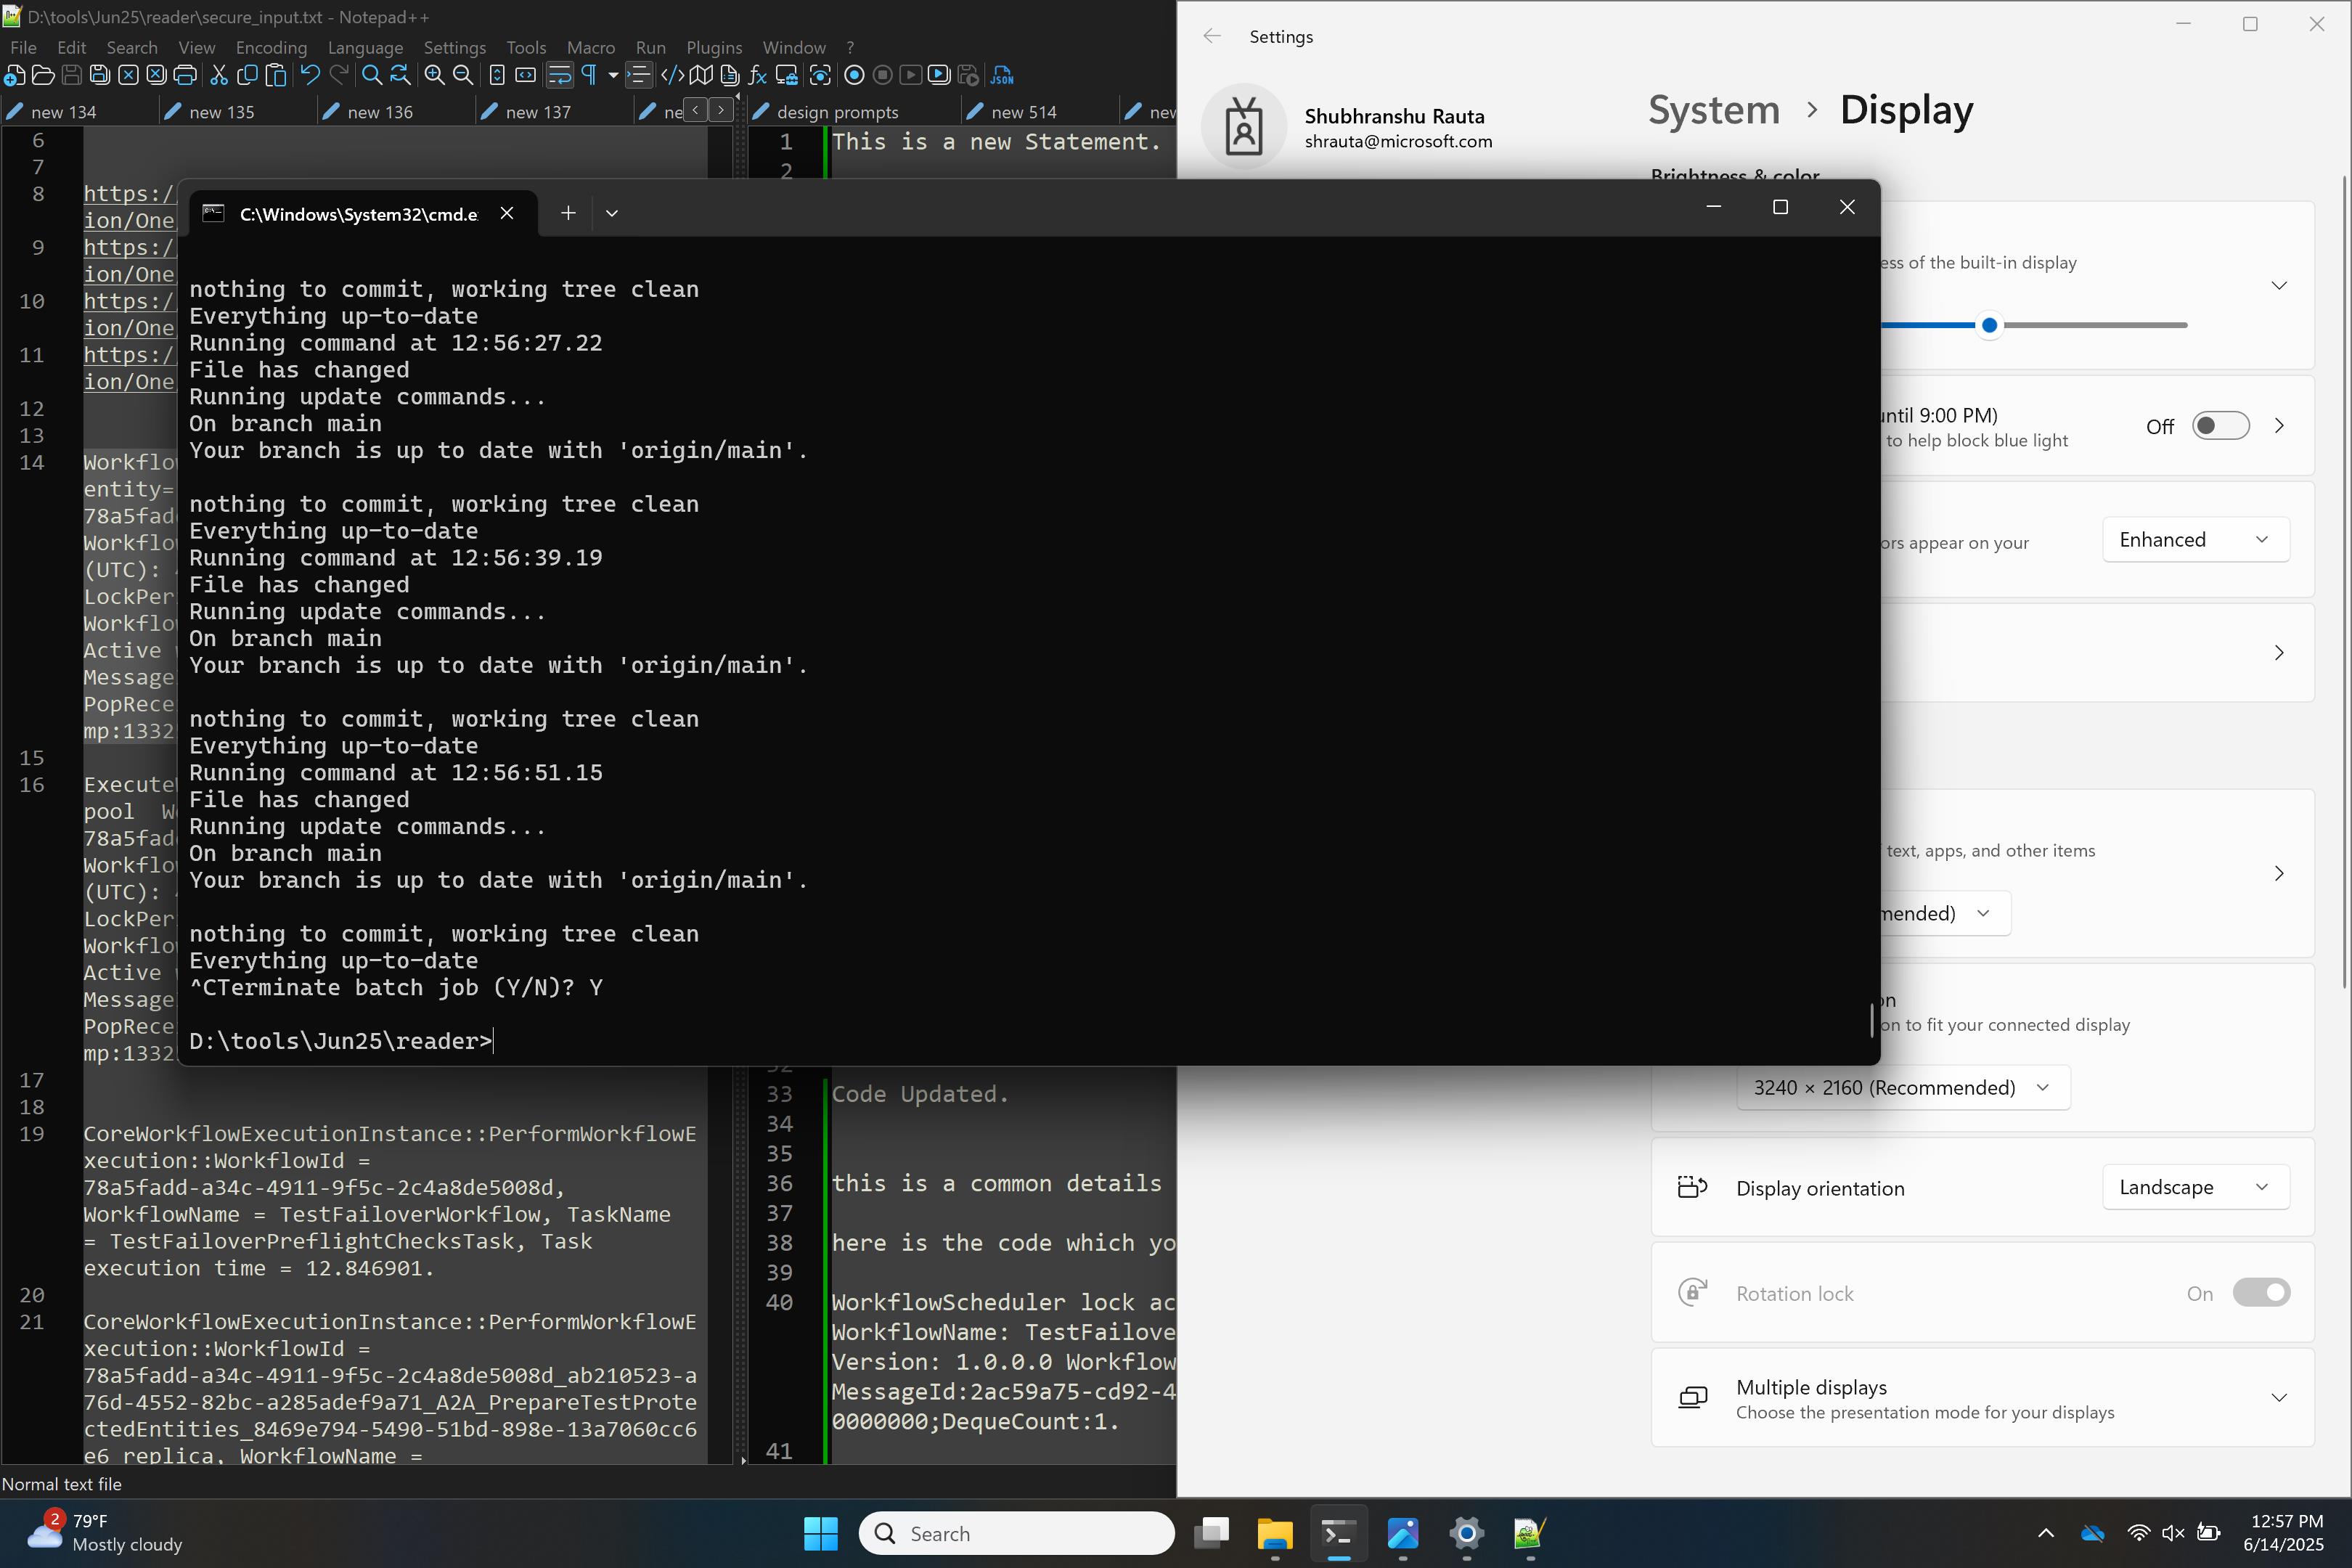 D:\tools\Jun25\reader\secure_input.txt - Notepad++
File Edit Search View Encoding Language Settings Tools Macro Run Plugins Window ?
JSON
new 134 new 135 new 136 new 137 ne design prompts new 514 new
6
7
8 https:/
ion/One
9 https:/
ion/One
10 https:/
ion/One
11 https:/
ion/One
12
13
14 Workflo
entity=
78a5fad
Workflo
(UTC):
LockPer
Workflo
Active
Message
PopRece
mp:1332
15
16 Execute
pool
78a5fad
Workflo
(UTC):
LockPer
Workflo
Active
Message
PopRece
mp:1332
17
18
19 CoreWorkflowExecutionInstance::PerformWorkflowE
xecution::WorkflowId =
78a5fadd-a34c-4911-9f5c-2c4a8de5008d,
WorkflowName = TestFailoverWorkflow, TaskName
= TestFailoverPreflightChecksTask, Task
execution time = 12.846901.
20
21 CoreWorkflowExecutionInstance::PerformWorkflowE
xecution::WorkflowId =
78a5fadd-a34c-4911-9f5c-2c4a8de5008d_ab210523-a
76d-4552-82bc-a285adef9a71_A2A_PrepareTestProte
ctedEntities_8469e794-5490-51bd-898e-13a7060cc6
e6_replica, WorkflowName =
Normal text file
1 This is a new Statement.
2
C:\Windows\System32\cmd.e
nothing to commit, working tree clean
Everything up-to-date
Running command at 12:56:27.22
File has changed
Running update commands...
On branch main
Your branch is up to date with 'origin/main'.
nothing to commit, working tree clean
Everything up-to-date
Running command at 12:56:39.19
File has changed
Running update commands...
On branch main
Your branch is up to date with 'origin/main'.
nothing to commit, working tree clean
Everything up-to-date
Running command at 12:56:51.15
File has changed
Running update commands...
On branch main
Your branch is up to date with 'origin/main'.
nothing to commit, working tree clean
Everything up-to-date
^CTerminate batch job (Y/N)? Y
D:\tools\Jun25\reader>
32
33 Code Updated.
34
35
36 this is a common details
37
38 here is the code which yo
39
40 WorkflowScheduler lock ac
WorkflowName: TestFailove
Version: 1.0.0.0 Workflow
MessageId:2ac59a75-cd92-4
0000000;DequeCount:1.
41
Settings
Shubhranshu Rauta
shrauta@microsoft.com
System > Display
Brightness & color
ess of the built-in display
until 9:00 PM)
to help block blue light
Off
ors appear on your
Enhanced
text, apps, and other items
mended)
on
on to fit your connected display
3240 × 2160 (Recommended)
Display orientation
Landscape
Rotation lock
On
Multiple displays
Choose the presentation mode for your displays
2
79°F
Mostly cloudy
Search
12:57 PM
6/14/2025